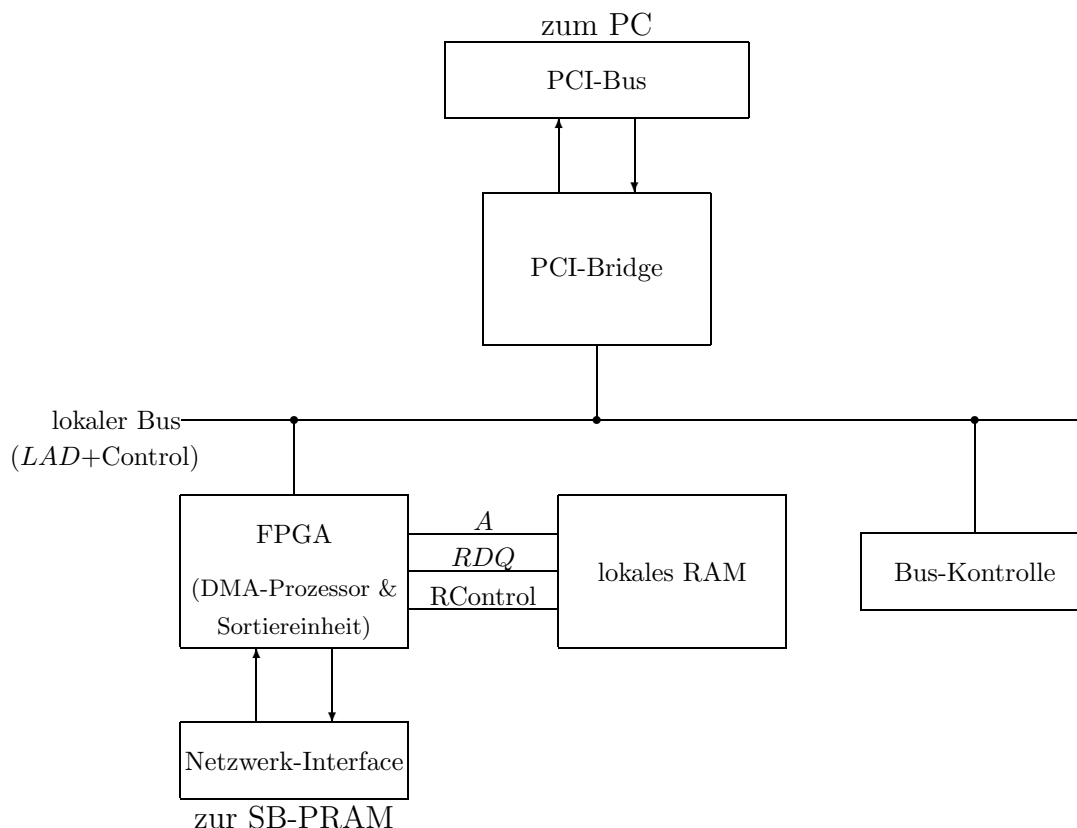 zum PC
PCI-Bus
PCI-Bridge
lokaler Bus
(LAD+Control)
FPGA
(DMA-Prozessor &
Sortiereinheit)
A
RDQ
RControl
lokales RAM
Bus-Kontrolle
Netzwerk-Interface
zur SB-PRAM